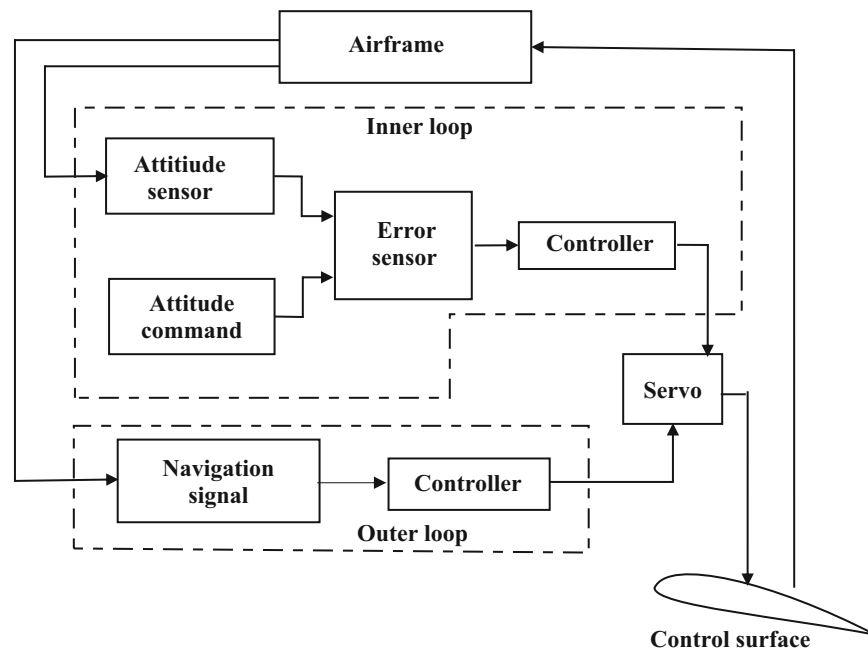 Airframe
Inner loop
Attitiude
sensor
Error
sensor
Controller
Attitude
command
Servo
Navigation
signal
Controller
Outer loop
Control surface